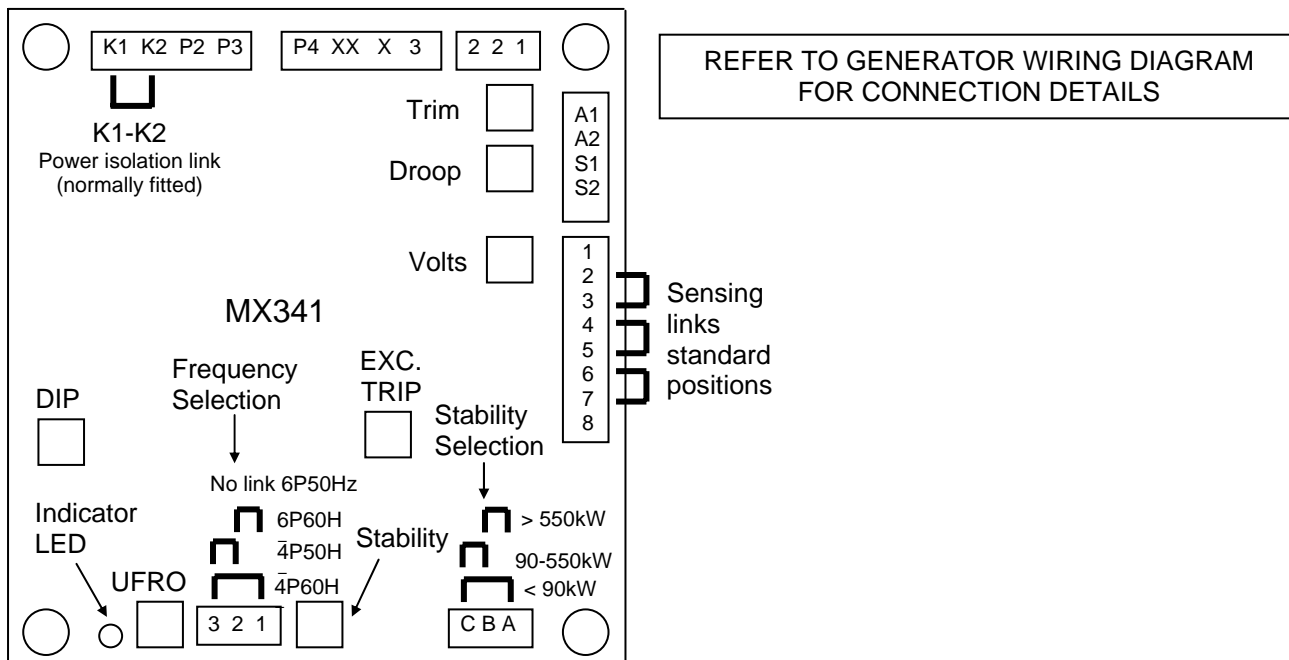 K1 K2 P2 P3
P4 XX X 3
2 2 1
REFER TO GENERATOR WIRING DIAGRAM
FOR CONNECTION DETAILS
K1-K2
Power isolation link
(normally fitted)
Trim
Droop
Volts
A1
A2
S1
S2
1
2
3
4
5
6
7
8
Sensing
links
standard
positions
MX341
Frequency
Selection
EXC.
TRIP
DIP
Stability
Selection
No link 6P50Hz
6P60H
4P50H
4P60H
Indicator
LED
UFRO
Stability
> 550kW
90-550kW
< 90kW
3 2 1
C B A